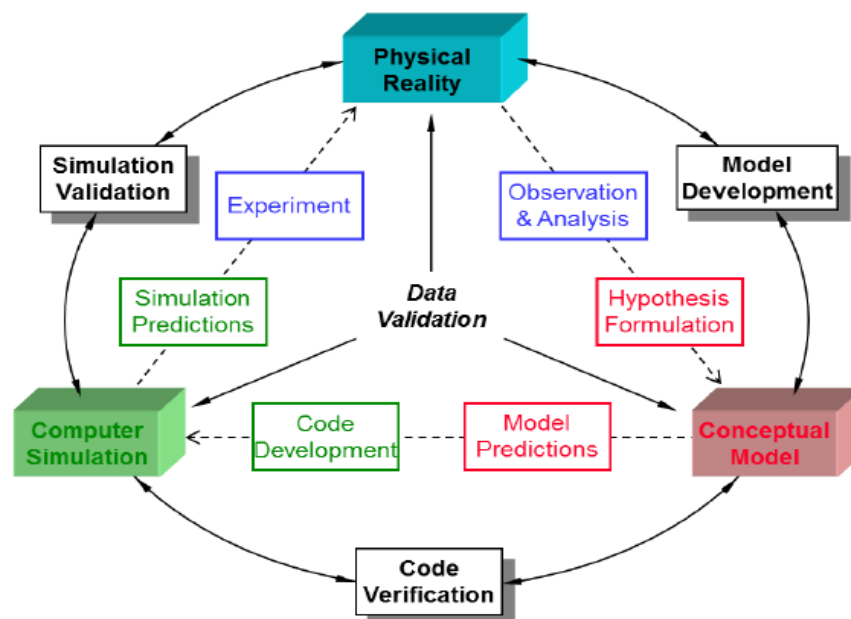 Physical
Reality
Simulation
Validation
Model
Development
Experiment
Observation
& Analysis
Simulation
Predictions
Data
Validation
Hypothesis
Formulation
Computer
Simulation
Code
Development
Model
Predictions
Conceptual
Model
Code
Verification